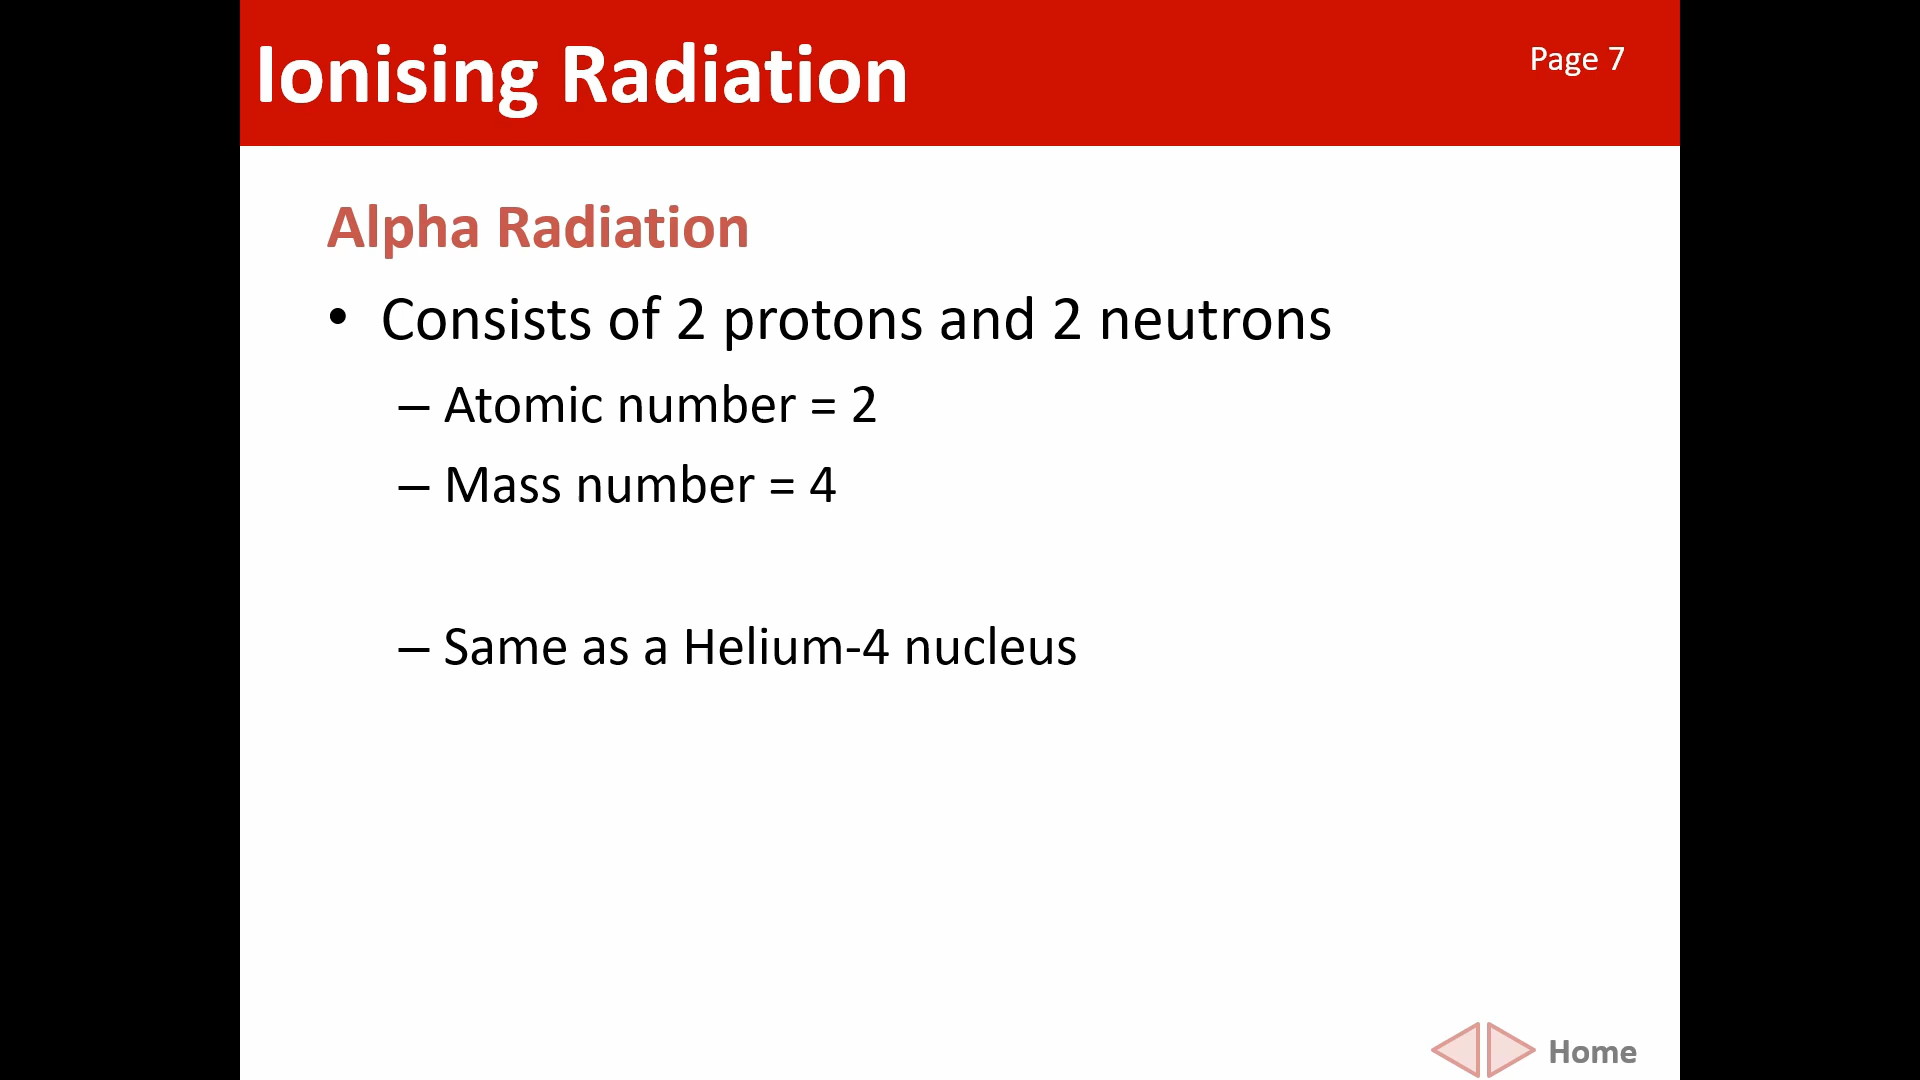 Ionising Radiation
Page 7
Alpha Radiation
• Consists of 2 protons and 2 neutrons
– Atomic number = 2
– Mass number = 4
– Same as a Helium-4 nucleus
Home